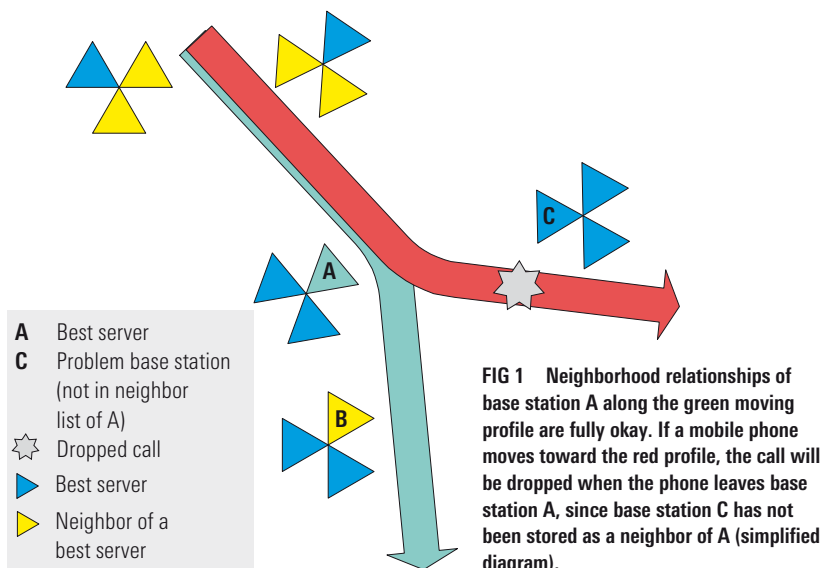 C
A
B
A Best server
C Problem base station
(not in neighbor
list of A)
Dropped call
Best server
Neighbor of a
best server
FIG 1 Neighborhood relationships of
base station A along the green moving
profile are fully okay. If a mobile phone
moves toward the red profile, the call will
be dropped when the phone leaves base
station A, since base station C has not
been stored as a neighbor of A (simplified
diagram).